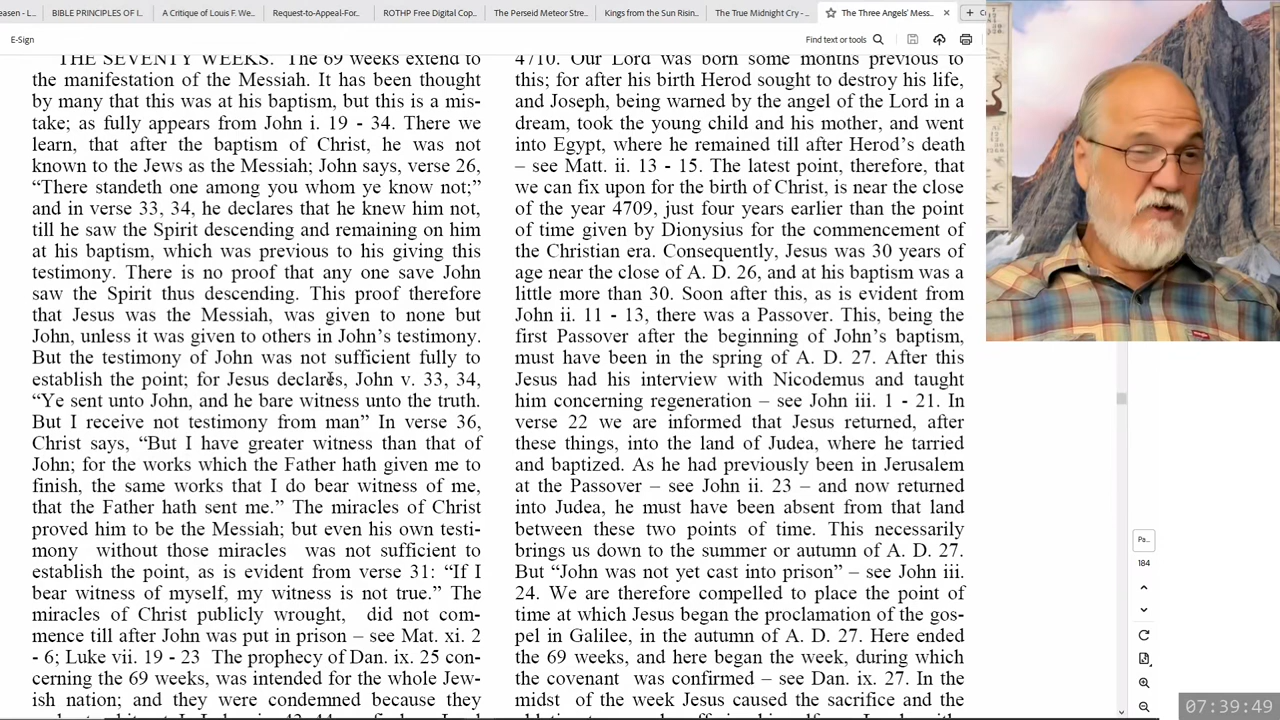 easen - L...
BIBLE PRINCIPLES OF I...
A Critique of Louis F. We...
Request-to-Appeal-For...
ROTHP Free Digital Cop...
The Perseid Meteor Stre...
Kings from the Sun Risin...
The True Midnight Cry -...
The Three Angels' Mess...
E-Sign
Find text or tools
THE SEVENTY WEEKS. The 69 weeks extend to
the manifestation of the Messiah. It has been thought
by many that this was at his baptism, but this is a mis-
take; as fully appears from John i. 19 - 34. There we
learn, that after the baptism of Christ, he was not
known to the Jews as the Messiah; John says, verse 26,
“There standeth one among you whom ye know not;”
and in verse 33, 34, he declares that he knew him not,
till he saw the Spirit descending and remaining on him
at his baptism, which was previous to his giving this
testimony. There is no proof that any one save John
saw the Spirit thus descending. This proof therefore
that Jesus was the Messiah, was given to none but
John, unless it was given to others in John’s testimony.
But the testimony of John was not sufficient fully to
establish the point; for Jesus declares, John v. 33, 34,
“Ye sent unto John, and he bare witness unto the truth.
But I receive not testimony from man” In verse 36,
Christ says, “But I have greater witness than that of
John; for the works which the Father hath given me to
finish, the same works that I do bear witness of me,
that the Father hath sent me.” The miracles of Christ
proved him to be the Messiah; but even his own testi-
mony without those miracles was not sufficient to
establish the point, as is evident from verse 31: “If I
bear witness of myself, my witness is not true.” The
miracles of Christ publicly wrought, did not com-
mence till after John was put in prison – see Mat. xi. 2
- 6; Luke vii. 19 - 23 The prophecy of Dan. ix. 25 con-
cerning the 69 weeks, was intended for the whole Jew-
ish nation; and they were condemned because they
4710. Our Lord was born some months previous to
this; for after his birth Herod sought to destroy his life,
and Joseph, being warned by the angel of the Lord in a
dream, took the young child and his mother, and went
into Egypt, where he remained till after Herod’s death
– see Matt. ii. 13 - 15. The latest point, therefore, that
we can fix upon for the birth of Christ, is near the close
of the year 4709, just four years earlier than the point
of time given by Dionysius for the commencement of
the Christian era. Consequently, Jesus was 30 years of
age near the close of A. D. 26, and at his baptism was a
little more than 30. Soon after this, as is evident from
John ii. 11 - 13, there was a Passover. This, being the
first Passover after the beginning of John’s baptism,
must have been in the spring of A. D. 27. After this
Jesus had his interview with Nicodemus and taught
him concerning regeneration – see John iii. 1 - 21. In
verse 22 we are informed that Jesus returned, after
these things, into the land of Judea, where he tarried
and baptized. As he had previously been in Jerusalem
at the Passover – see John ii. 23 – and now returned
into Judea, he must have been absent from that land
between these two points of time. This necessarily
brings us down to the summer or autumn of A. D. 27.
But “John was not yet cast into prison” – see John iii.
24. We are therefore compelled to place the point of
time at which Jesus began the proclamation of the gos-
pel in Galilee, in the autumn of A. D. 27. Here ended
the 69 weeks, and here began the week, during which
the covenant was confirmed – see Dan. ix. 27. In the
midst of the week Jesus caused the sacrifice and the
Pa...
184
07:39:49